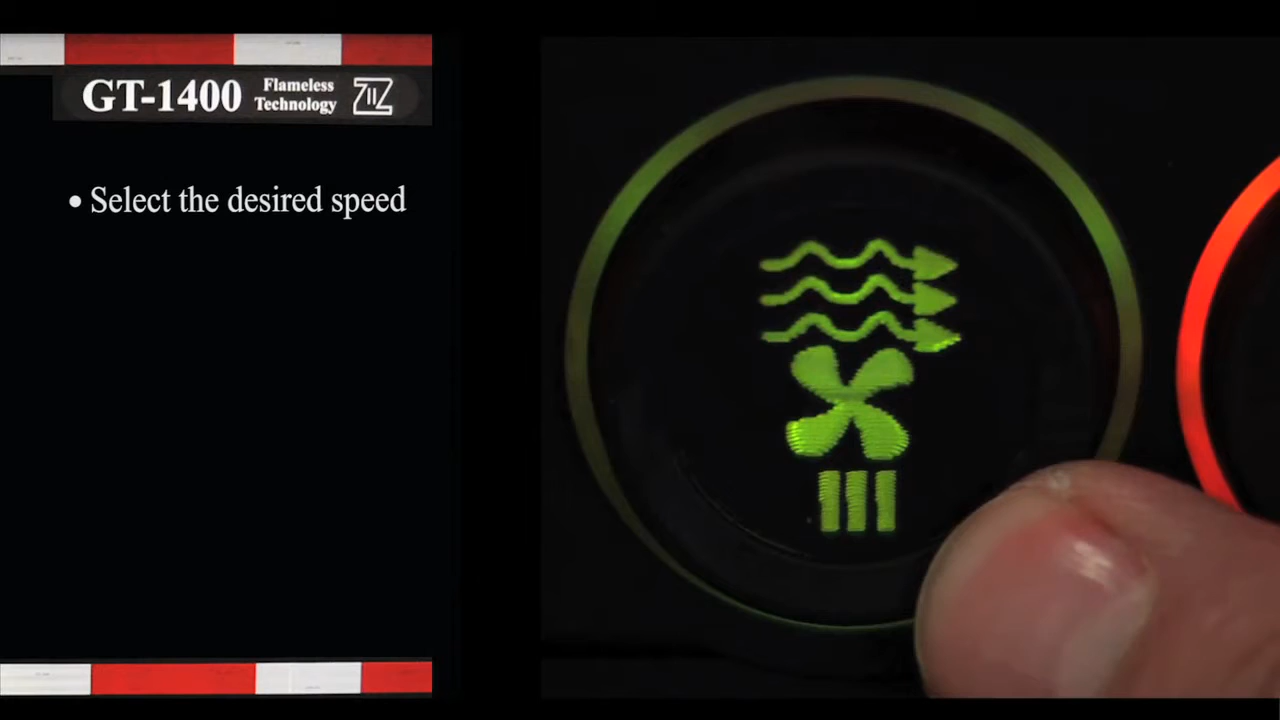 GT-1400
Flameless
Technology
• Select the desired speed